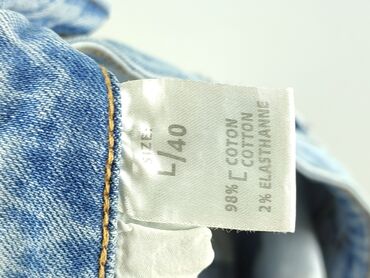 SIZE:
L/40
98% [ COTON
COTTON
2% ELASTHANNE